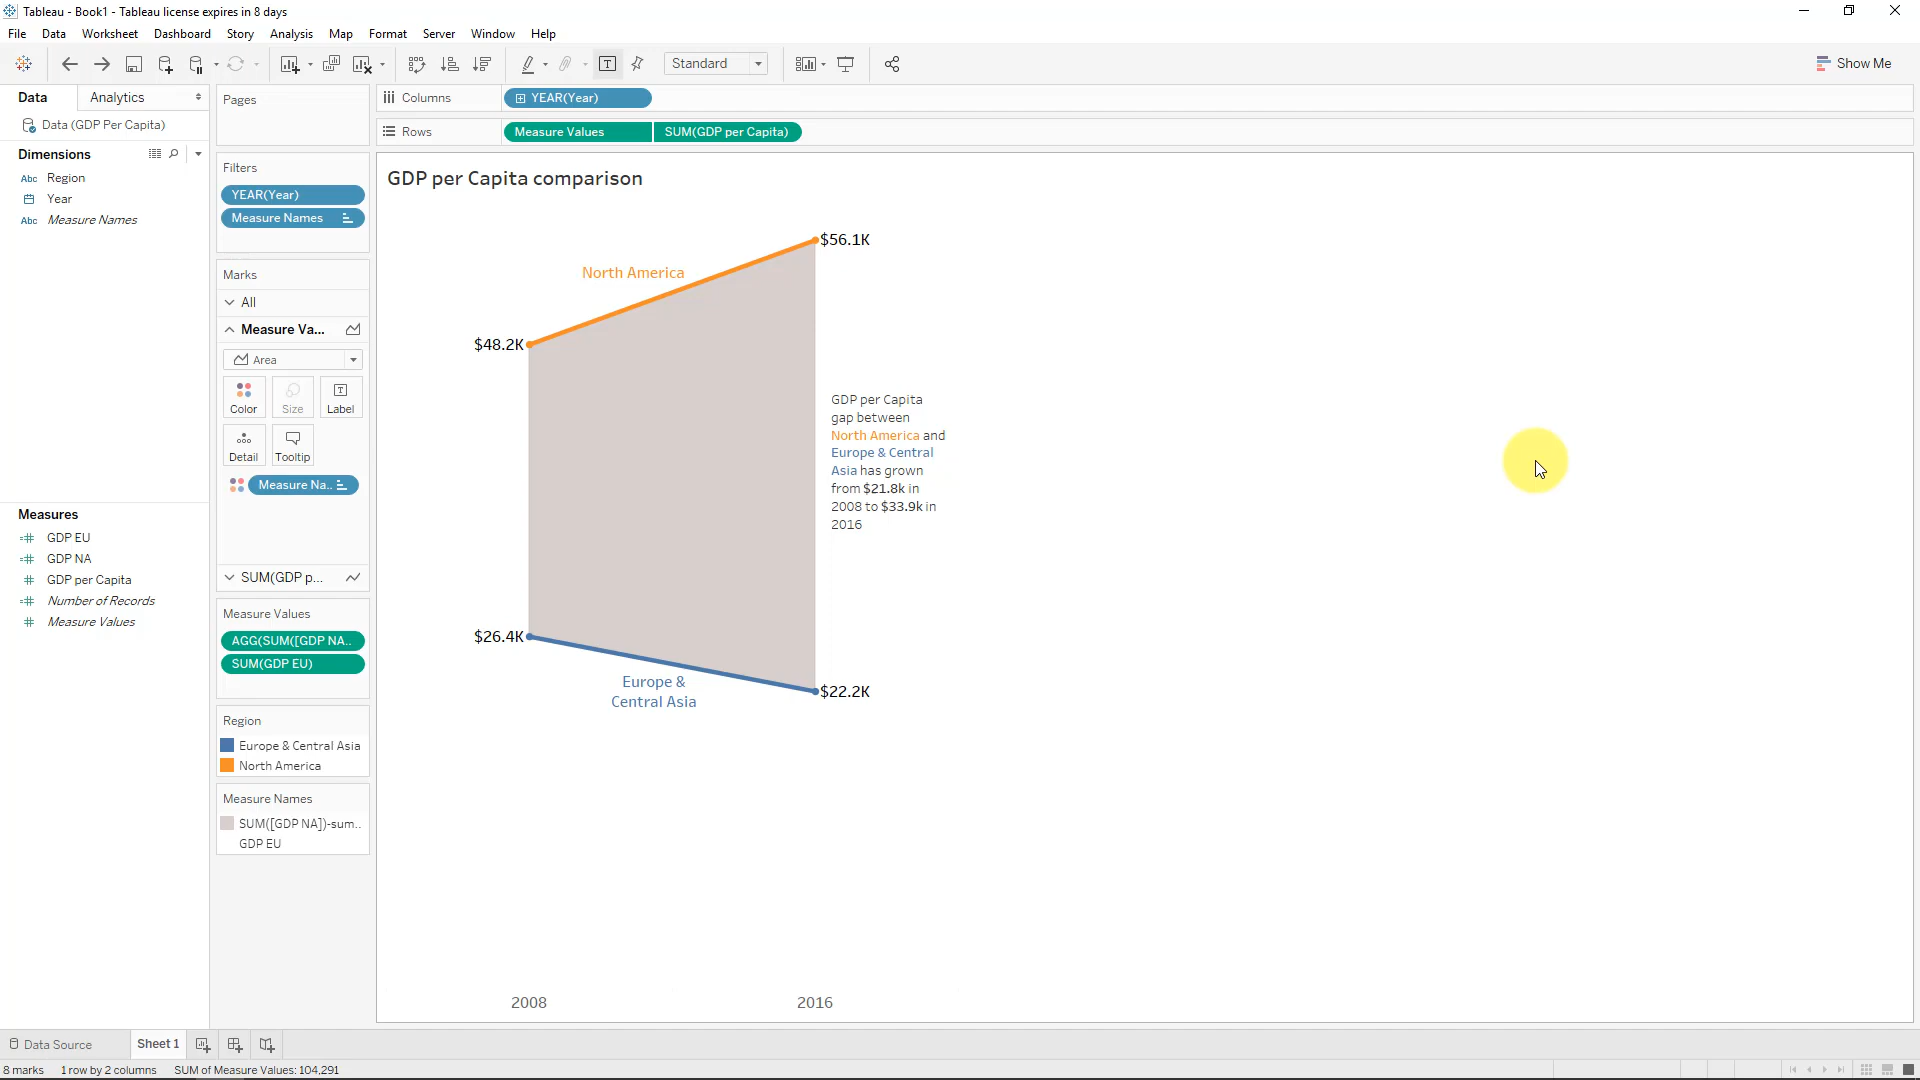 Tableau - Book1 - Tableau license expires in 8 days
File Data Worksheet Dashboard Story Analysis Map Format Server Window Help
Standard
Show Me
Data Analytics
Data (GDP Per Capita)
Dimensions
Abc Region
Year
Abc Measure Names
Measures
GDP EU
GDP NA
GDP per Capita
Number of Records
Measure Values
Pages
Filters
YEAR(Year)
Measure Names
Marks
All
Measure Va...
Area
Color Size Label
Detail Tooltip
Measure Na..
SUM(GDP p...
Measure Values
AGG(SUM([GDP NA..
SUM(GDP EU)
Region
Europe & Central Asia
North America
Measure Names
SUM([GDP NA])-sum..
GDP EU
Columns YEAR(Year)
Rows Measure Values SUM(GDP per Capita)
GDP per Capita comparison
$56.1K
North America
$48.2K
GDP per Capita
gap between
North America and
Europe & Central
Asia has grown
from $21.8k in
2008 to $33.9k in
2016
$26.4K
Europe &
Central Asia
$22.2K
2008 2016
Data Source Sheet 1
8 marks 1 row by 2 columns SUM of Measure Values: 104,291